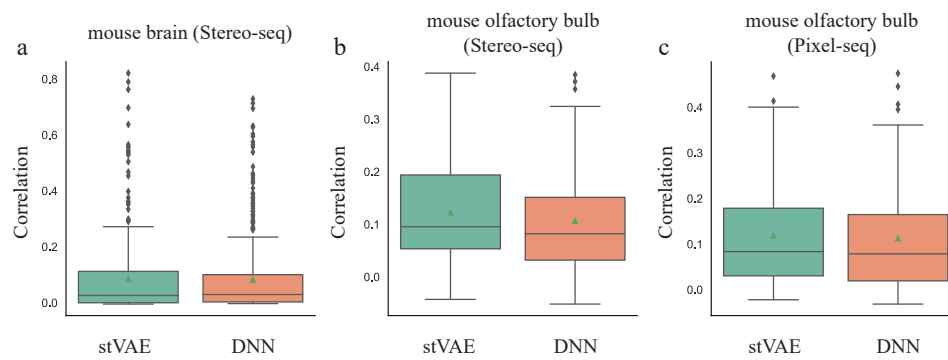 a
mouse brain (Stereo-seq)
Correlation
0.8
0.6
0.4
0.2
0.0
stVAE
DNN
b
mouse olfactory bulb
(Stereo-seq)
Correlation
0.4
0.3
0.2
0.1
0.0
stVAE
DNN
c
mouse olfactory bulb
(Pixel-seq)
Correlation
0.4
0.3
0.2
0.1
0.0
stVAE
DNN